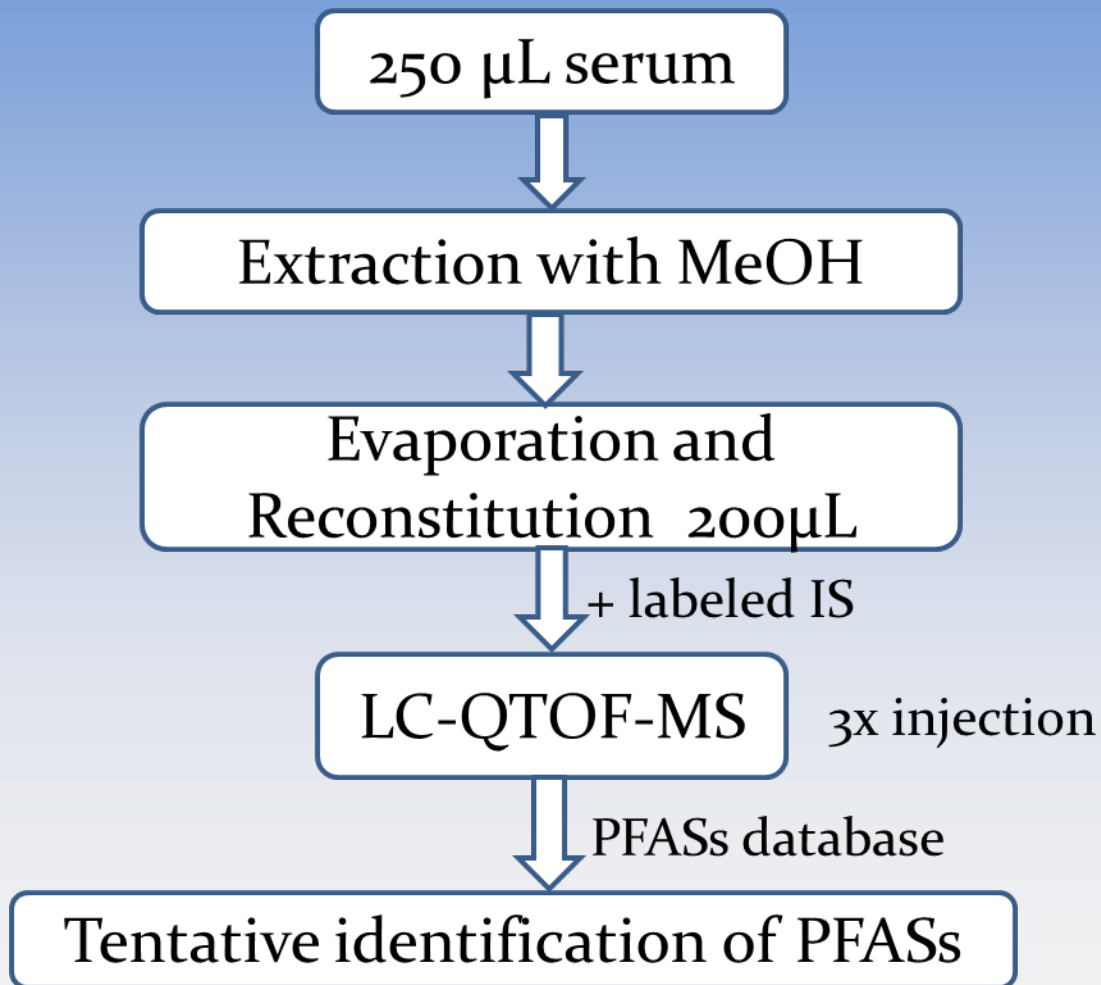 250 μL serum
Extraction with MeOH
Evaporation and
Reconstitution 200μL
+ labeled IS
LC-QTOF-MS
3x injection
PFASs database
Tentative identification of PFASs